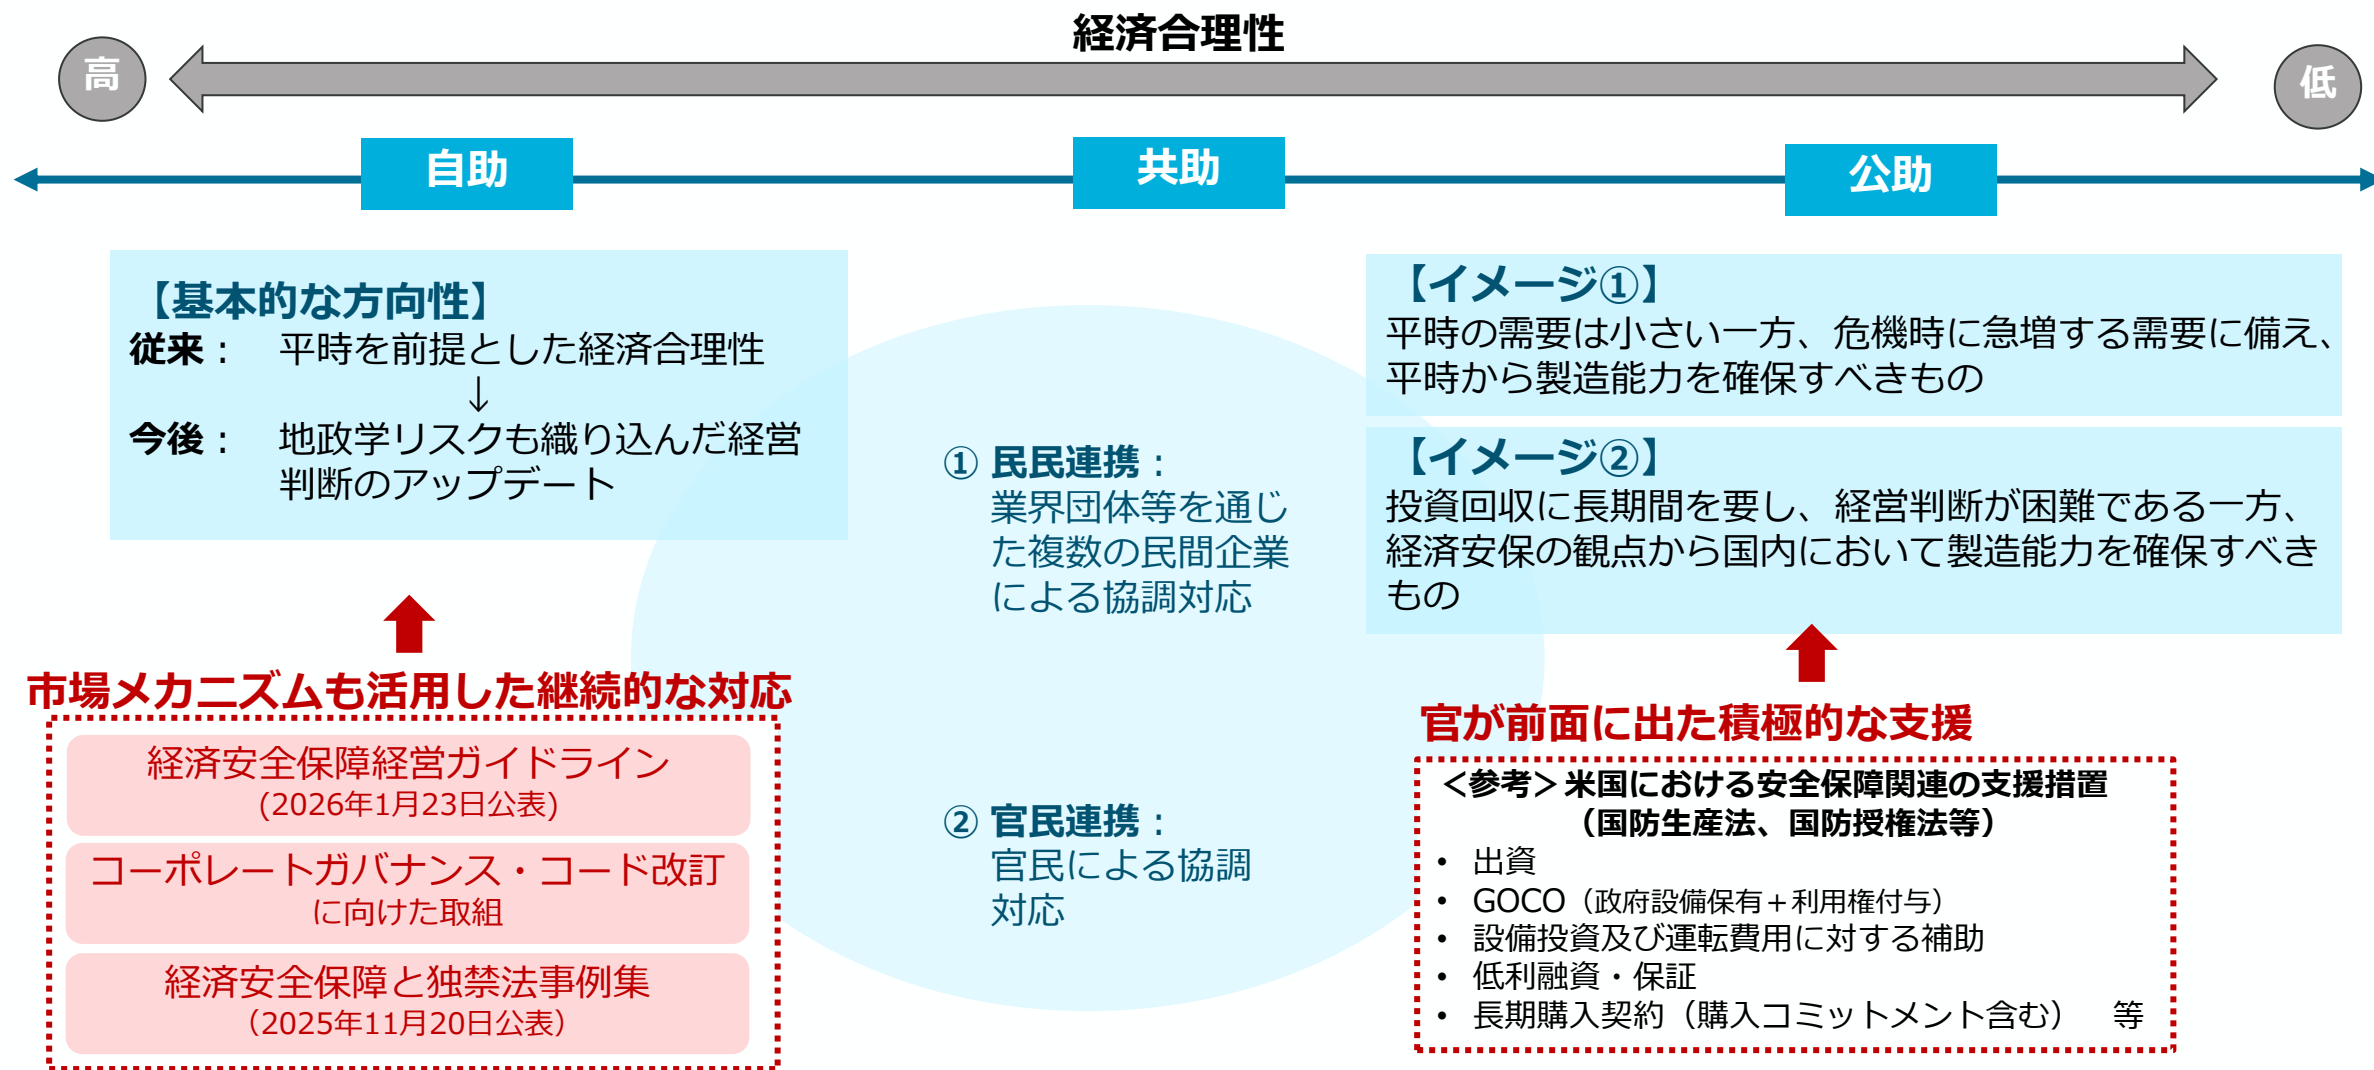 経済合理性
高
低
自助
共助
公助
【基本的な方向性】
従来： 平時を前提とした経済合理性
↓
今後： 地政学リスクも織り込んだ経営
判断のアップデート
市場メカニズムも活用した継続的な対応
経済安全保障経営ガイドライン
(2026年1月23日公表)
コーポレートガバナンス・コード改訂
に向けた取組
経済安全保障と独禁法事例集
（2025年11月20日公表）
① 民民連携：
業界団体等を通じ
た複数の民間企業
による協調対応
② 官民連携：
官民による協調
対応
【イメージ①】
平時の需要は小さい一方、危機時に急増する需要に備え、
平時から製造能力を確保すべきもの
【イメージ②】
投資回収に長期間を要し、経営判断が困難である一方、
経済安保の観点から国内において製造能力を確保すべき
もの
官が前面に出た積極的な支援
＜参考＞米国における安全保障関連の支援措置
（国防生産法、国防授権法等）
• 出資
• GOCO（政府設備保有＋利用権付与）
• 設備投資及び運転費用に対する補助
• 低利融資・保証
• 長期購入契約（購入コミットメント含む） 等